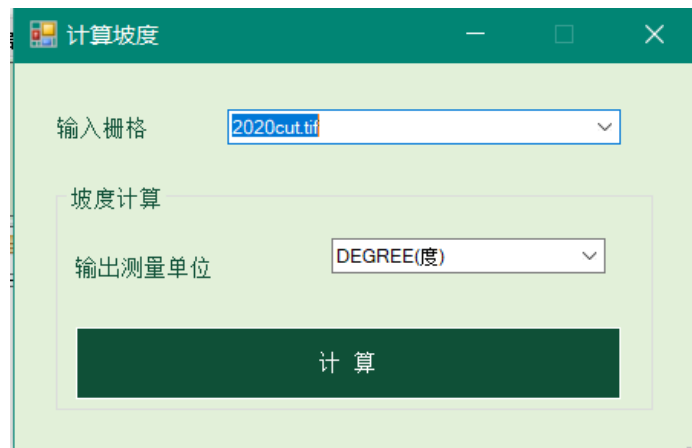 计算坡度
输入栅格 2020cut.tif
坡度计算
输出测量单位 DEGREE(度)
计 算